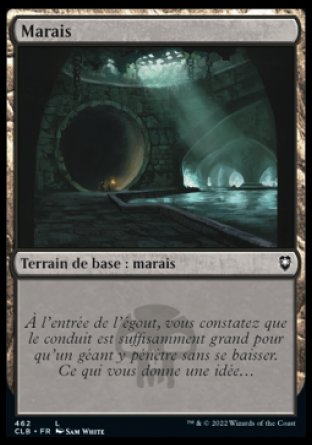 Marais
Terrain de base : marais
À l'entrée de l'égout, vous constatez que
le conduit est suffisamment grand pour
qu'un géant y pénètre sans se baisser.
Ce qui vous donne une idée…
462 L
CLB • FR Sam White
™ & © 2022 Wizards of the Coast